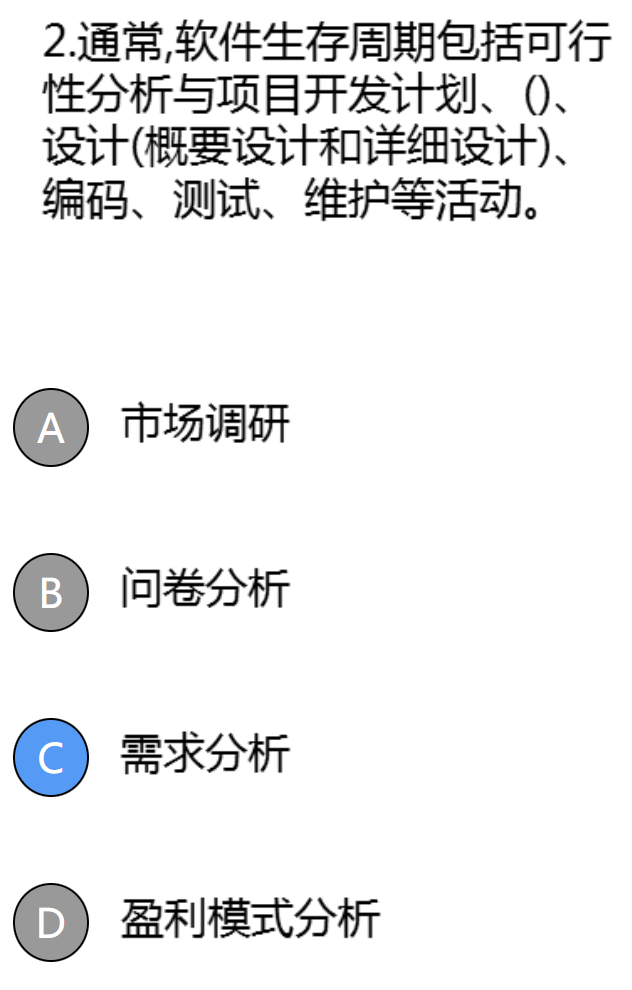 2.通常,软件生存周期包括可行
性分析与项目开发计划、()、
设计(概要设计和详细设计)、
编码、测试、维护等活动。
A 市场调研
B 问卷分析
C 需求分析
D 盈利模式分析